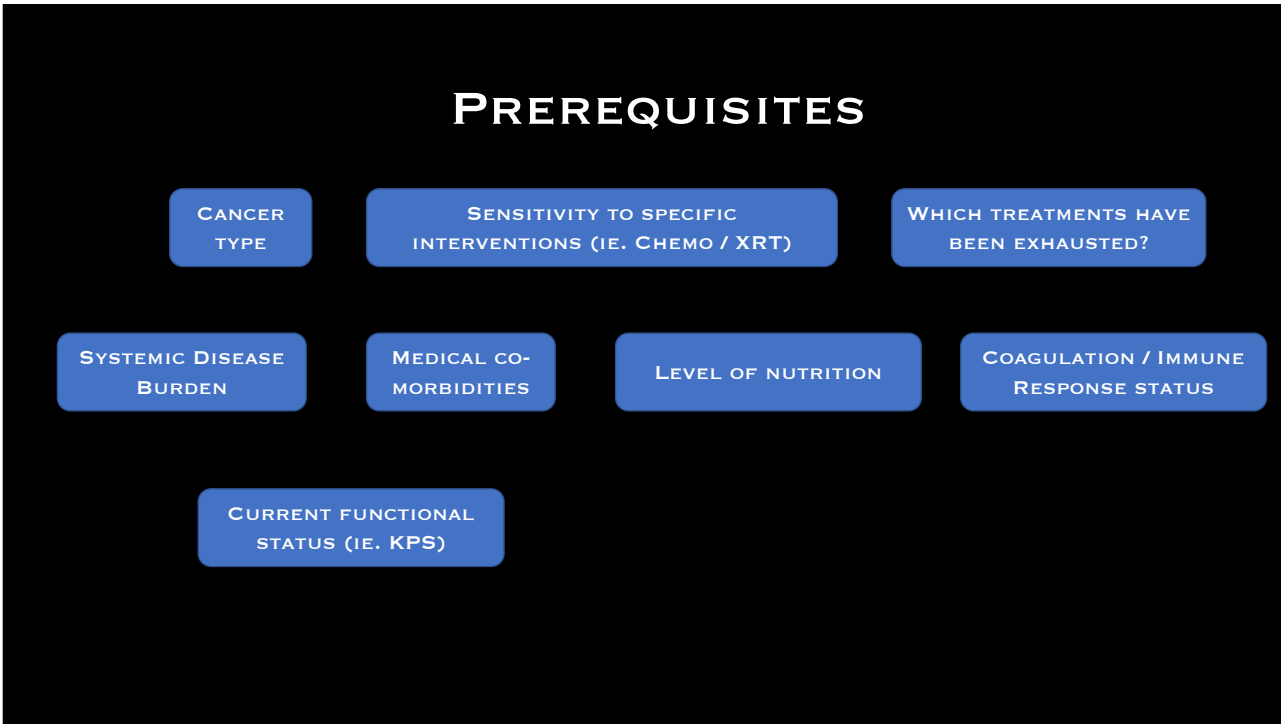 Prerequisites
Cancer
type
Sensitivity to specific
interventions (ie. Chemo / XRT)
Which treatments have
been exhausted?
Systemic Disease
Burden
Medical co-
morbidities
Level of nutrition
Coagulation / Immune
Response status
Current functional
status (ie. KPS)